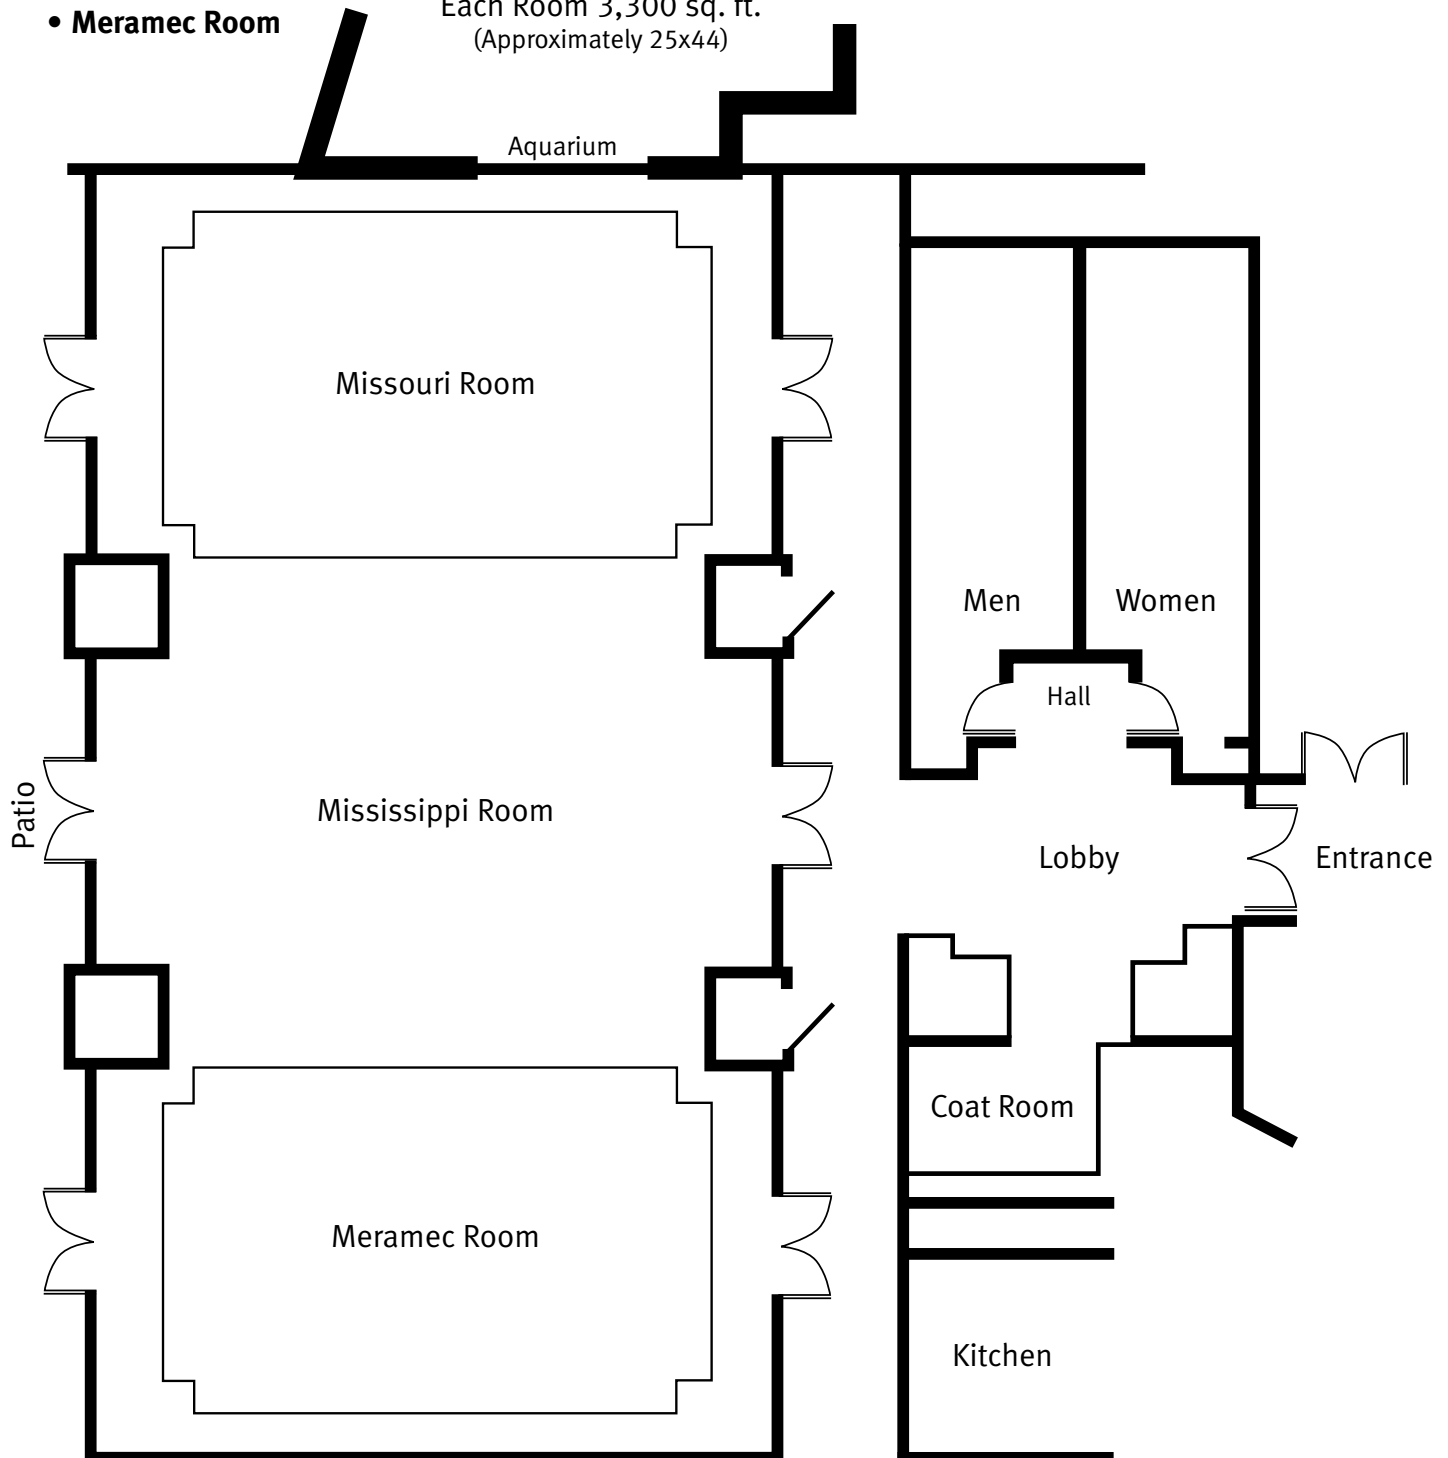 • Meramec Room
Each Room 3,300 sq. ft.
(Approximately 25x44)
Aquarium
Missouri Room
Men
Women
Hall
Patio
Mississippi Room
Lobby
Entrance
Coat Room
Meramec Room
Kitchen